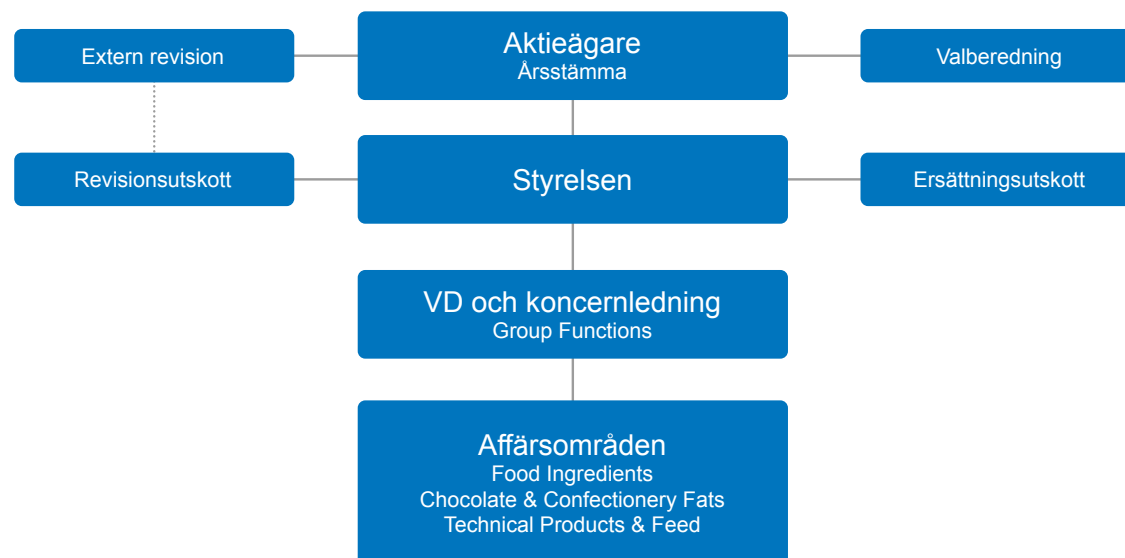 Extern revision
Aktieägare
Årsstämma
Valberedning
Revisionsutskott
Styrelsen
Ersättningsutskott
VD och koncernledning
Group Functions
Affärsområden
Food Ingredients
Chocolate & Confectionery Fats
Technical Products & Feed